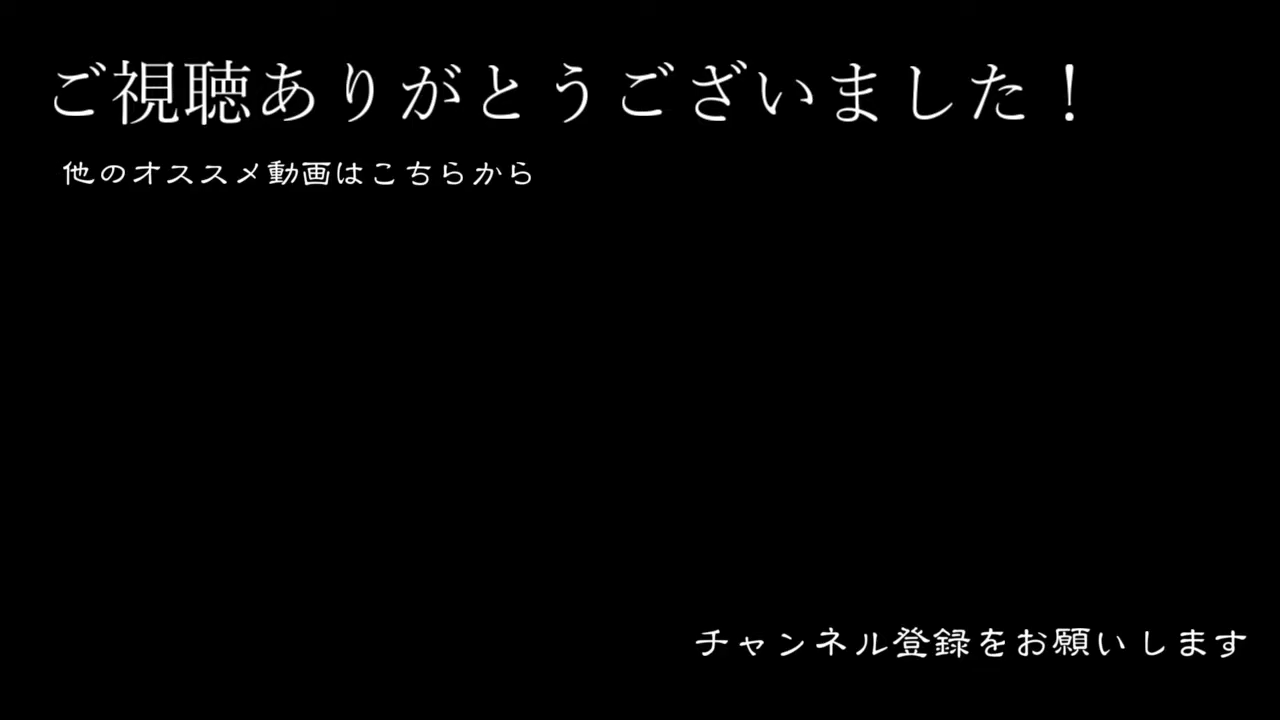 ご視聴ありがとうございました！
他のオススメ動画はこちらから
チャンネル登録をお願いします